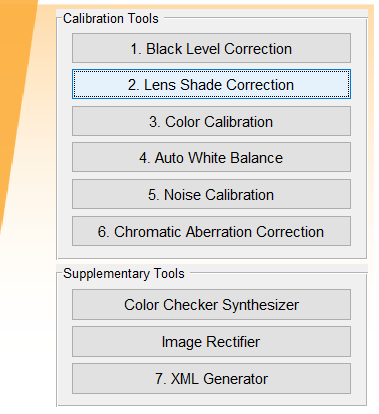 Calibration Tools
1. Black Level Correction
2. Lens Shade Correction
3. Color Calibration
4. Auto White Balance
5. Noise Calibration
6. Chromatic Aberration Correction
Supplementary Tools
Color Checker Synthesizer
Image Rectifier
7. XML Generator